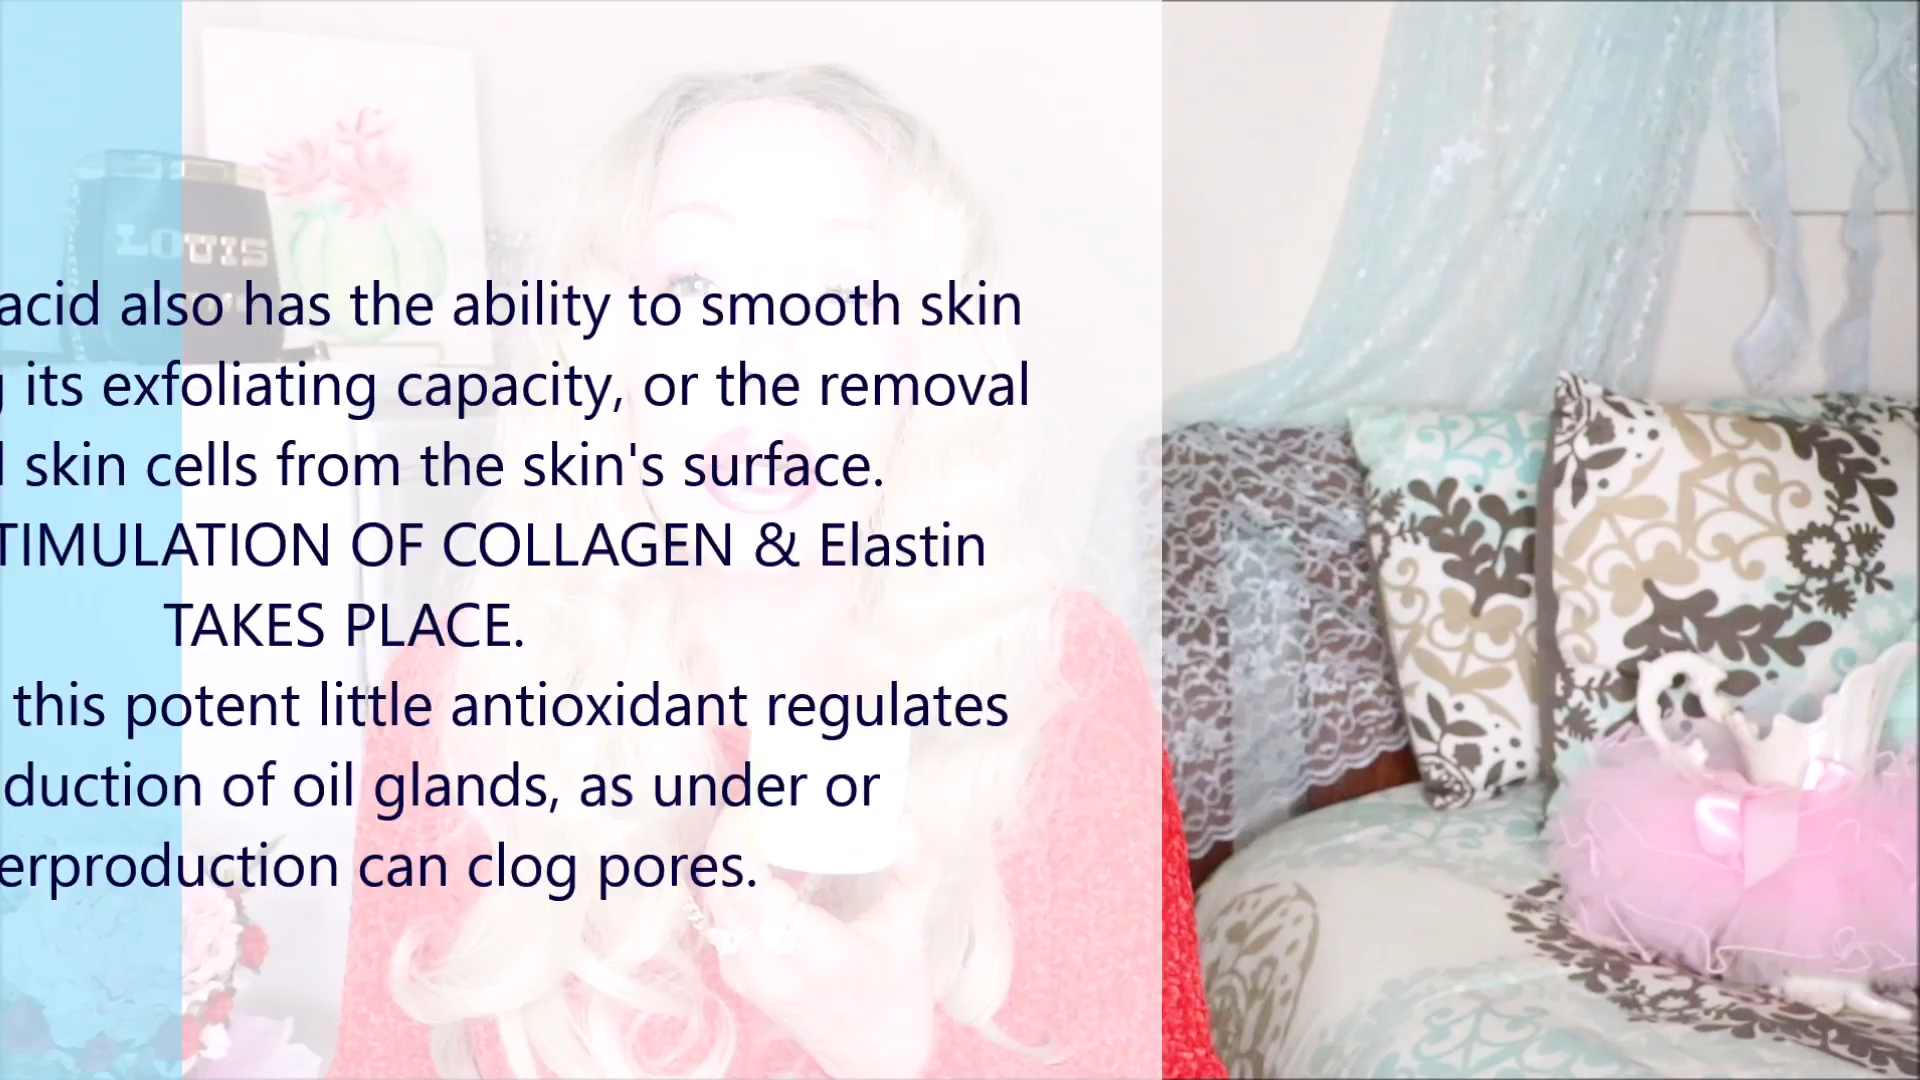 LOUIS
acid also has the ability to smooth skin
its exfoliating capacity, or the removal
skin cells from the skin's surface.
TIMULATION OF COLLAGEN & Elastin
TAKES PLACE.
this potent little antioxidant regulates
duction of oil glands, as under or
erproduction can clog pores.